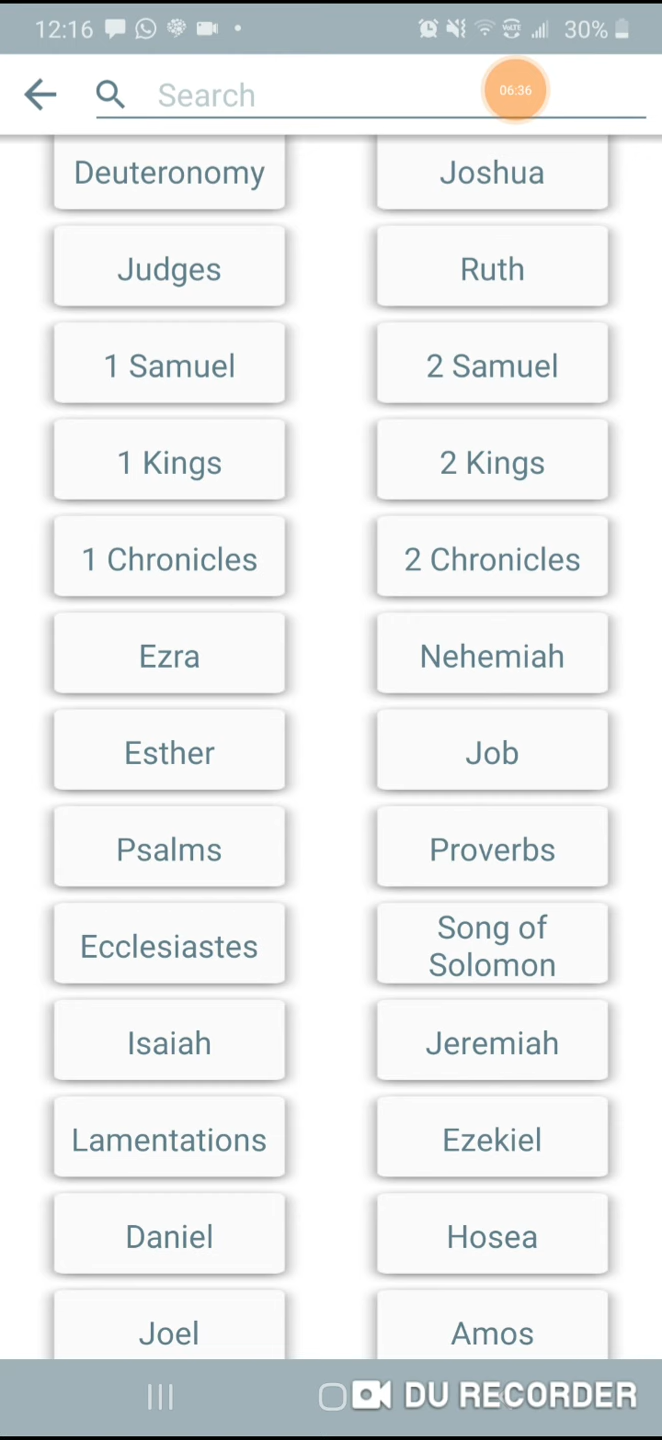 12:16
VoLTE
30%
Search
06:36
Deuteronomy
Joshua
Judges
Ruth
1 Samuel
2 Samuel
1 Kings
2 Kings
1 Chronicles
2 Chronicles
Ezra
Nehemiah
Esther
Job
Psalms
Proverbs
Ecclesiastes
Song of
Solomon
Isaiah
Jeremiah
Lamentations
Ezekiel
Daniel
Hosea
Joel
Amos
DU RECORDER